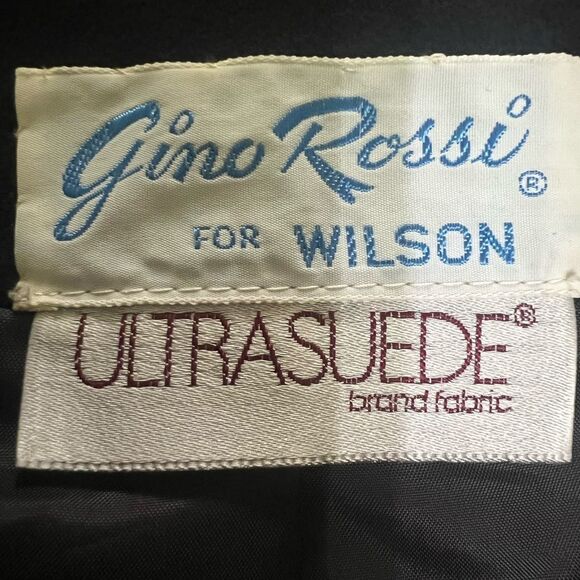 Gino Rossi®
FOR WILSON
ULTRASUEDE®
brand fabric